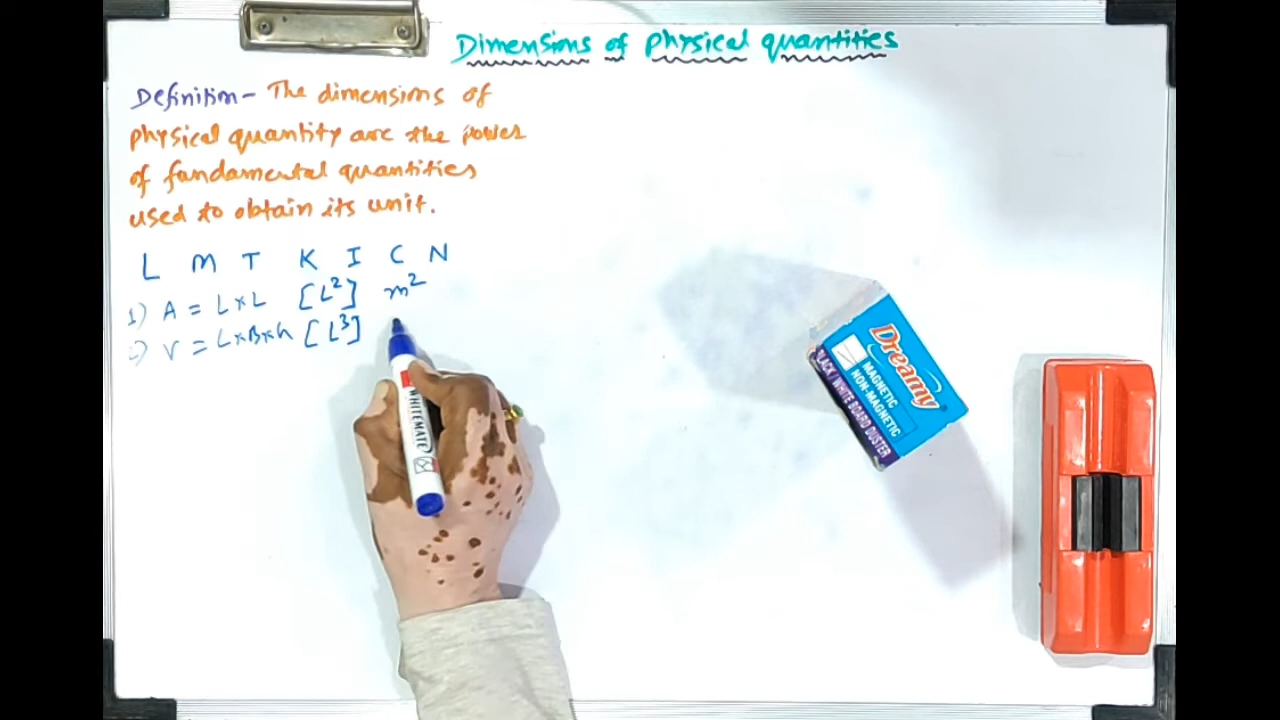 Dimensions of physical quantities
Definition - The dimensions of
physical quantity are the power
of fundamental quantities
used to obtain its unit.
L M T K I C N
1) A = L×L [L²] m²
2) V = L×B×h [L³]
WHITEMATE
Dreamy
MAGNETIC
NON-MAGNETIC
BLACK / WHITE BOARD DUSTER